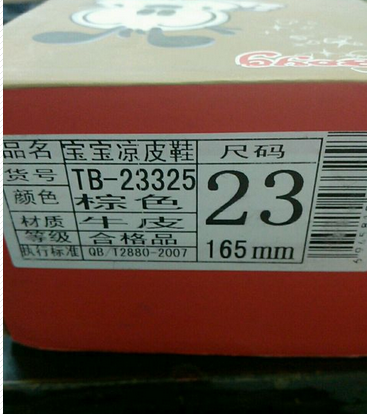 品名 宝宝凉皮鞋 尺码
货号 TB-23325 23
颜色 棕色
材质 牛皮
等级 合格品 165mm
执行标准 QB/T2880-2007